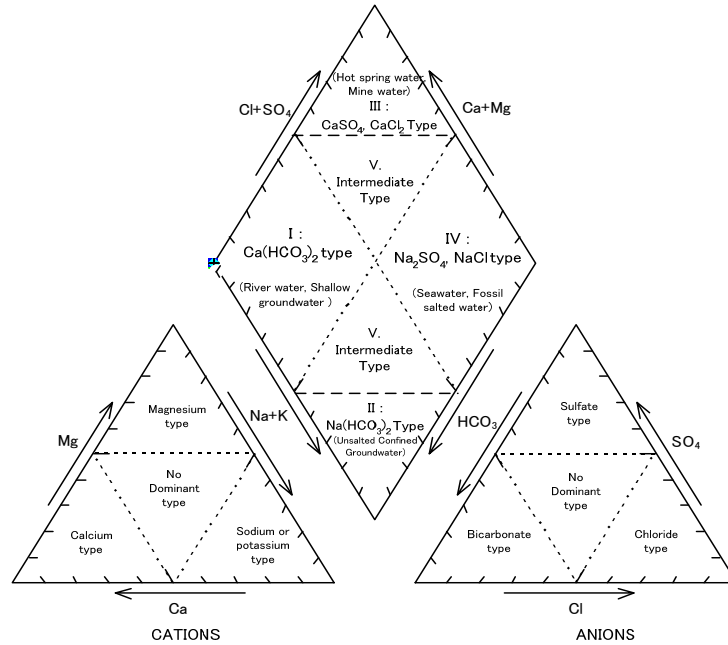 (Hot spring water,
Mine water)
III :
CaSO₄, CaCl₂ Type
Cl+SO₄
Ca+Mg
V.
Intermediate
Type
I :
Ca(HCO₃)₂ type
(River water, Shallow
groundwater )
IV :
Na₂SO₄, NaCl type
(Seawater, Fossil
salted water)
V.
Intermediate
Type
II :
Na(HCO₃)₂ Type
(Unsalted Confined
Groundwater)
Mg
Na+K
HCO₃
SO₄
Magnesium
type
No
Dominant
type
Calcium
type
Sodium or
potassium
type
Ca
CATIONS
Sulfate
type
No
Dominant
type
Bicarbonate
type
Chloride
type
Cl
ANIONS